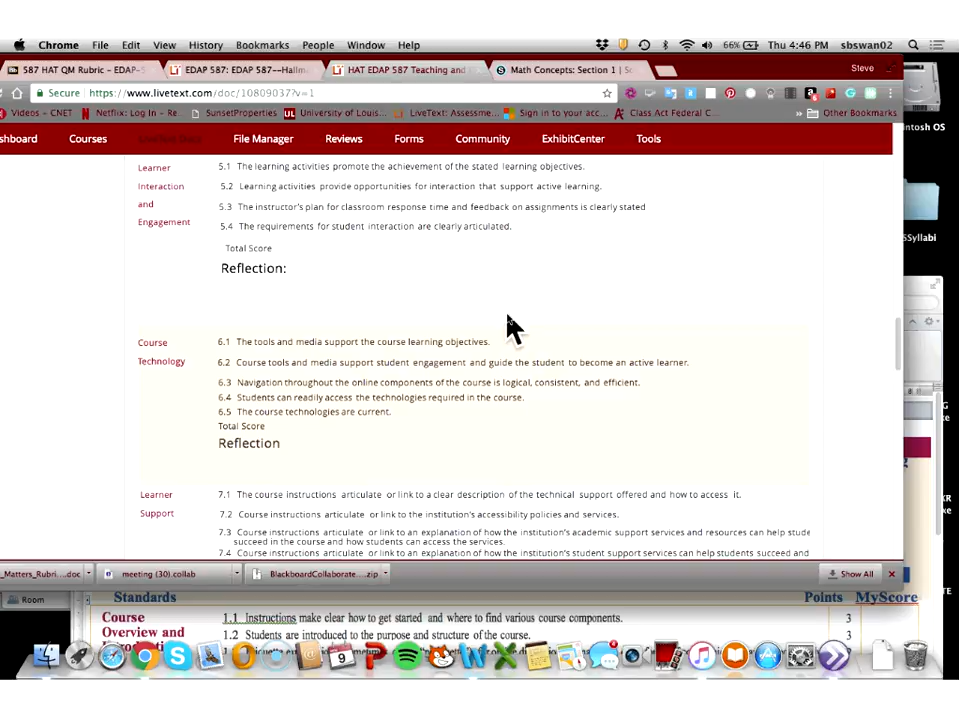 Chrome File Edit View History Bookmarks People Window Help 66% Thu 4:46 PM sbswan02
587 HAT QM Rubric - EDAP-5 EDAP 587: EDAP 587--Hallm HAT EDAP 587 Teaching and Math Concepts: Section 1 | Sc Steve
Secure https://www.livetext.com/doc/10809037?v=1
Videos – CNET Netflix: Log In – Re.. SunsetProperties University of Louis... LiveText: Assessme... Sign in to your acc... Class Act Federal C... » Other Bookmarks
shboard Courses LiveText Docs File Manager Reviews Forms Community ExhibitCenter Tools
ntosh OS
SSyllabi
Learner 5.1 The learning activities promote the achievement of the stated learning objectives.
Interaction 5.2 Learning activities provide opportunities for interaction that support active learning.
and 5.3 The instructor's plan for classroom response time and feedback on assignments is clearly stated
Engagement 5.4 The requirements for student interaction are clearly articulated.
Total Score
Reflection:
Course 6.1 The tools and media support the course learning objectives.
Technology 6.2 Course tools and media support student engagement and guide the student to become an active learner.
6.3 Navigation throughout the online components of the course is logical, consistent, and efficient.
6.4 Students can readily access the technologies required in the course.
6.5 The course technologies are current.
Total Score
Reflection
Learner 7.1 The course instructions articulate or link to a clear description of the technical support offered and how to access it.
Support 7.2 Course instructions articulate or link to the institution's accessibility policies and services.
7.3 Course instructions articulate or link to an explanation of how the institution's academic support services and resources can help stude
succeed in the course and how students can access the services.
7.4 Course instructions articulate or link to an explanation of how the institution's student support services can help students succeed and
_Matters_Rubri....doc meeting (30).collab BlackboardCollaborate....zip Show All
Room Standards Points MyScore
Course 1.1 Instructions make clear how to get started and where to find various course components. 3
Overview and 1.2 Students are introduced to the purpose and structure of the course. 3
9